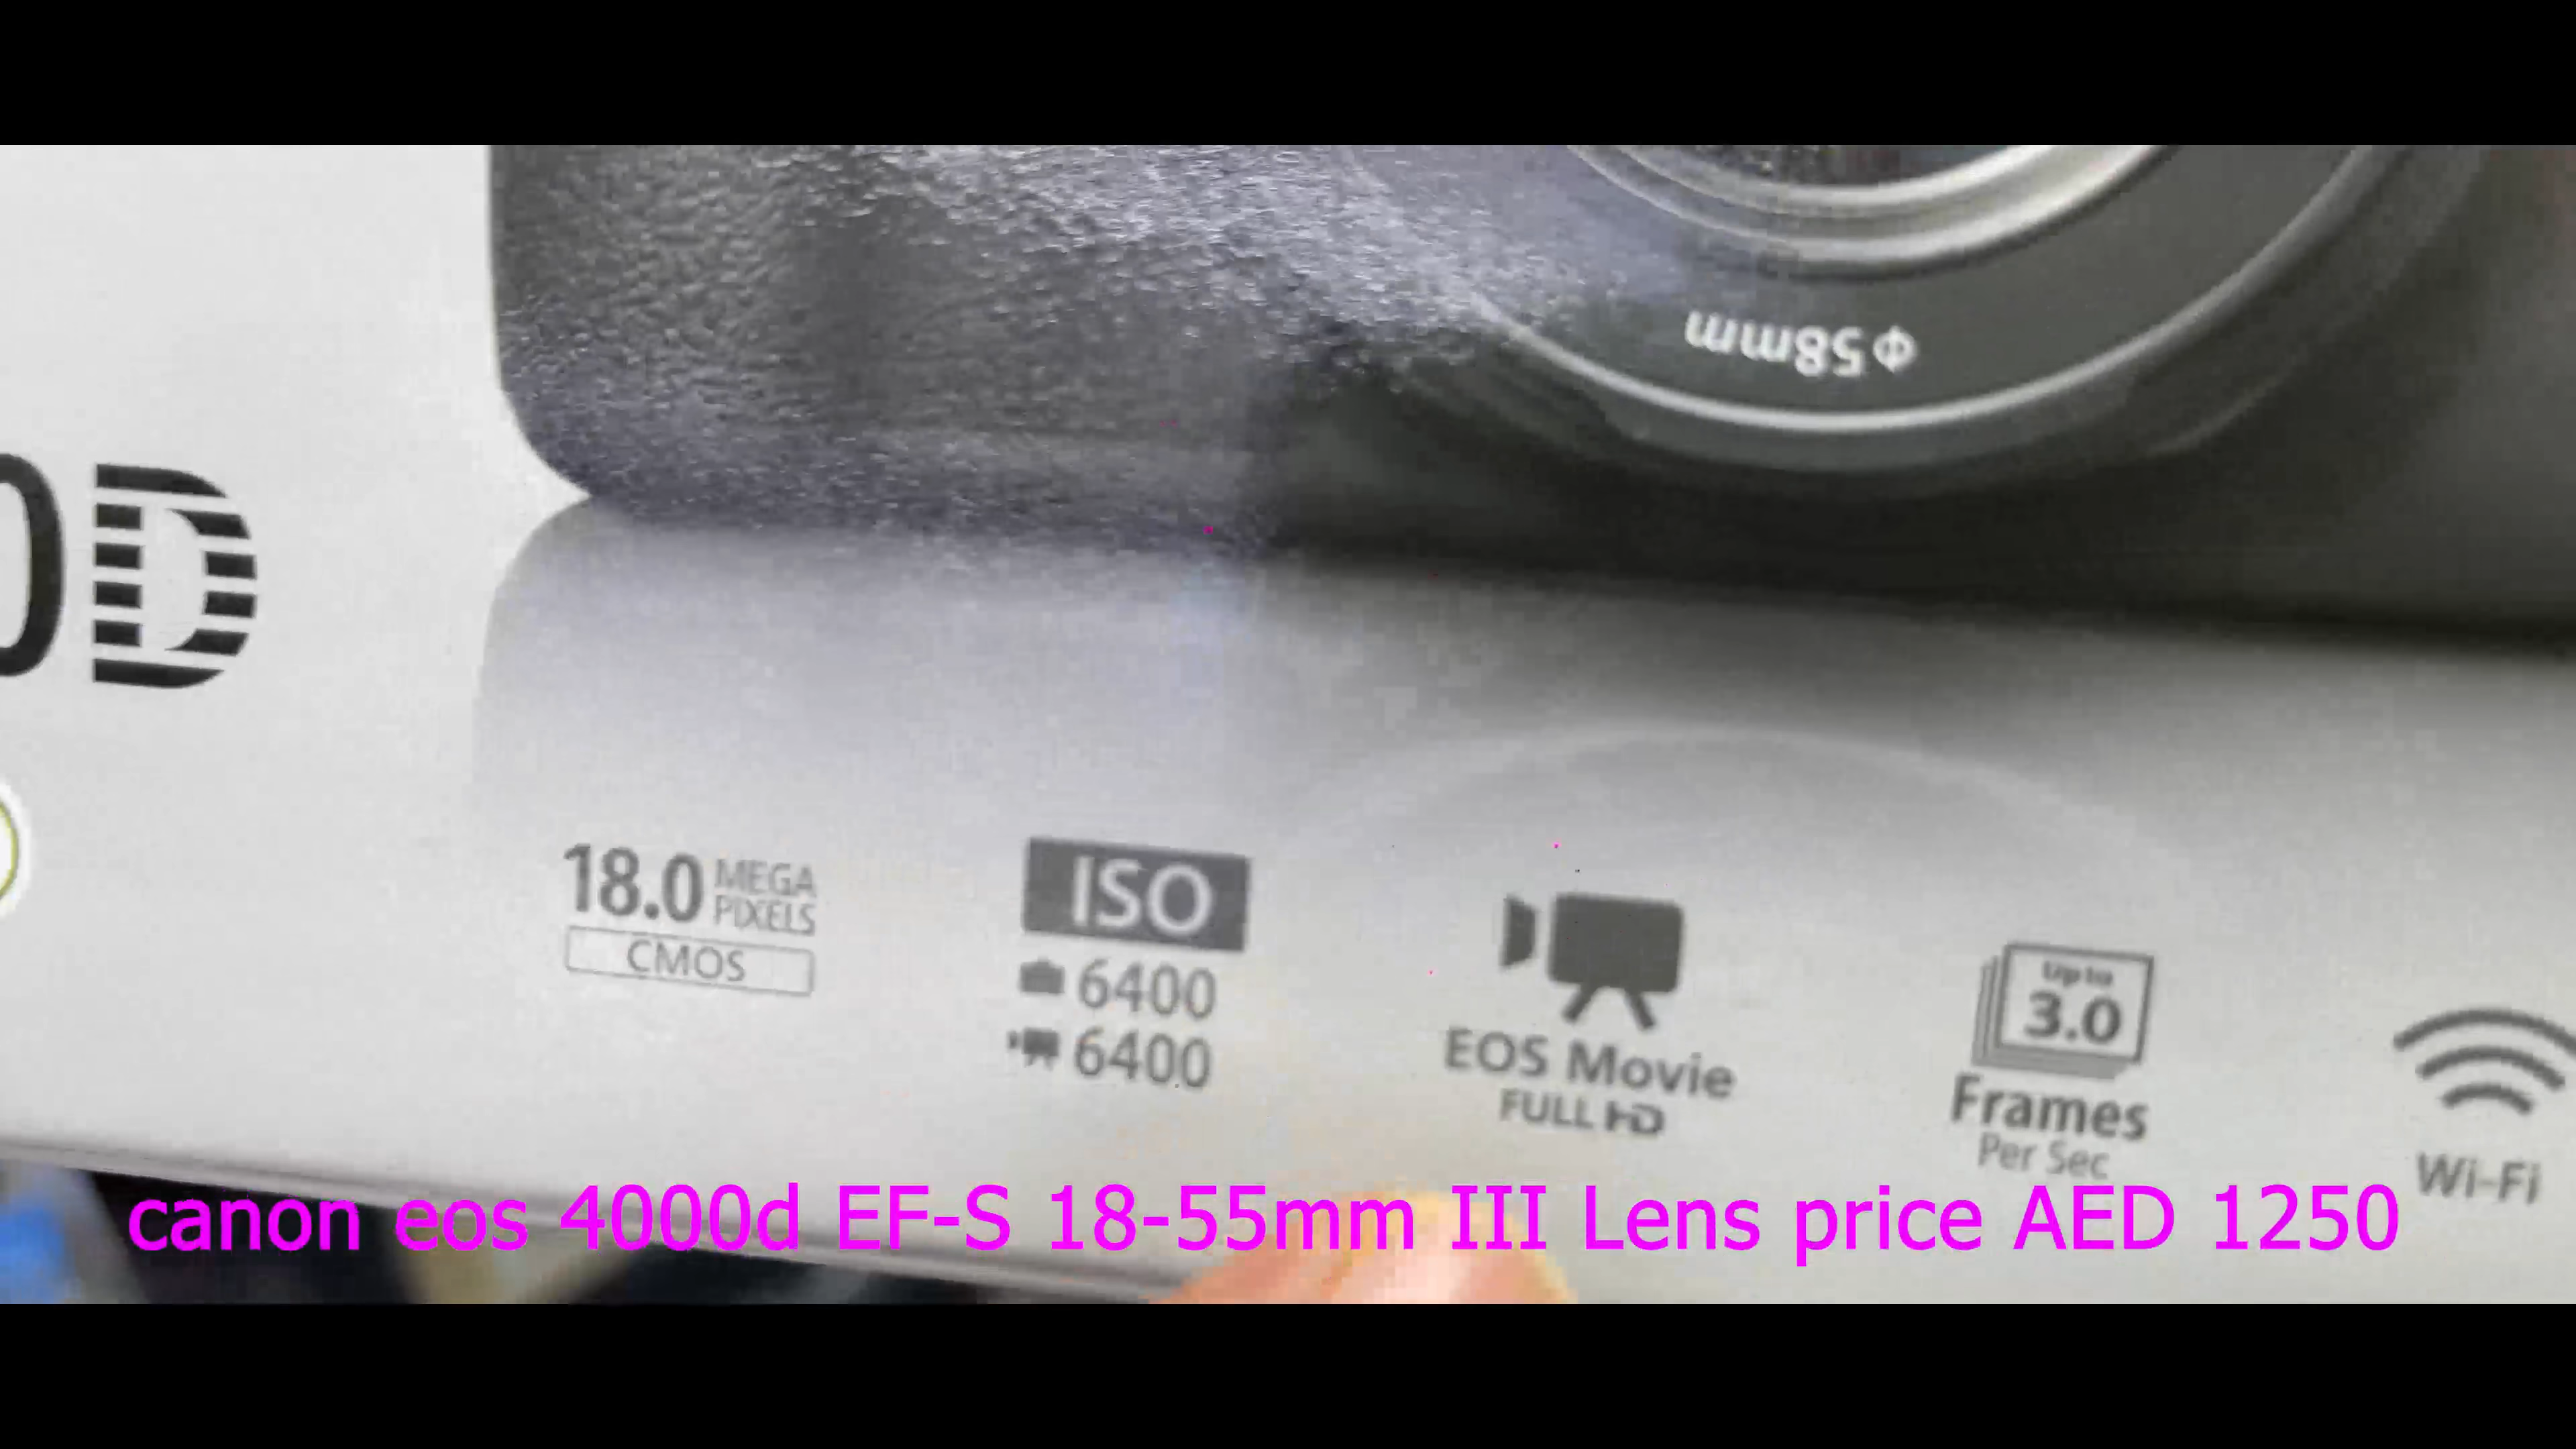 Φ58mm
0D
18.0 MEGA PIXELS
CMOS
ISO
6400
6400
EOS Movie
FULL HD
Up to
3.0
Frames
Per Sec
Wi-Fi
canon eos 4000d EF-S 18-55mm III Lens price AED 1250